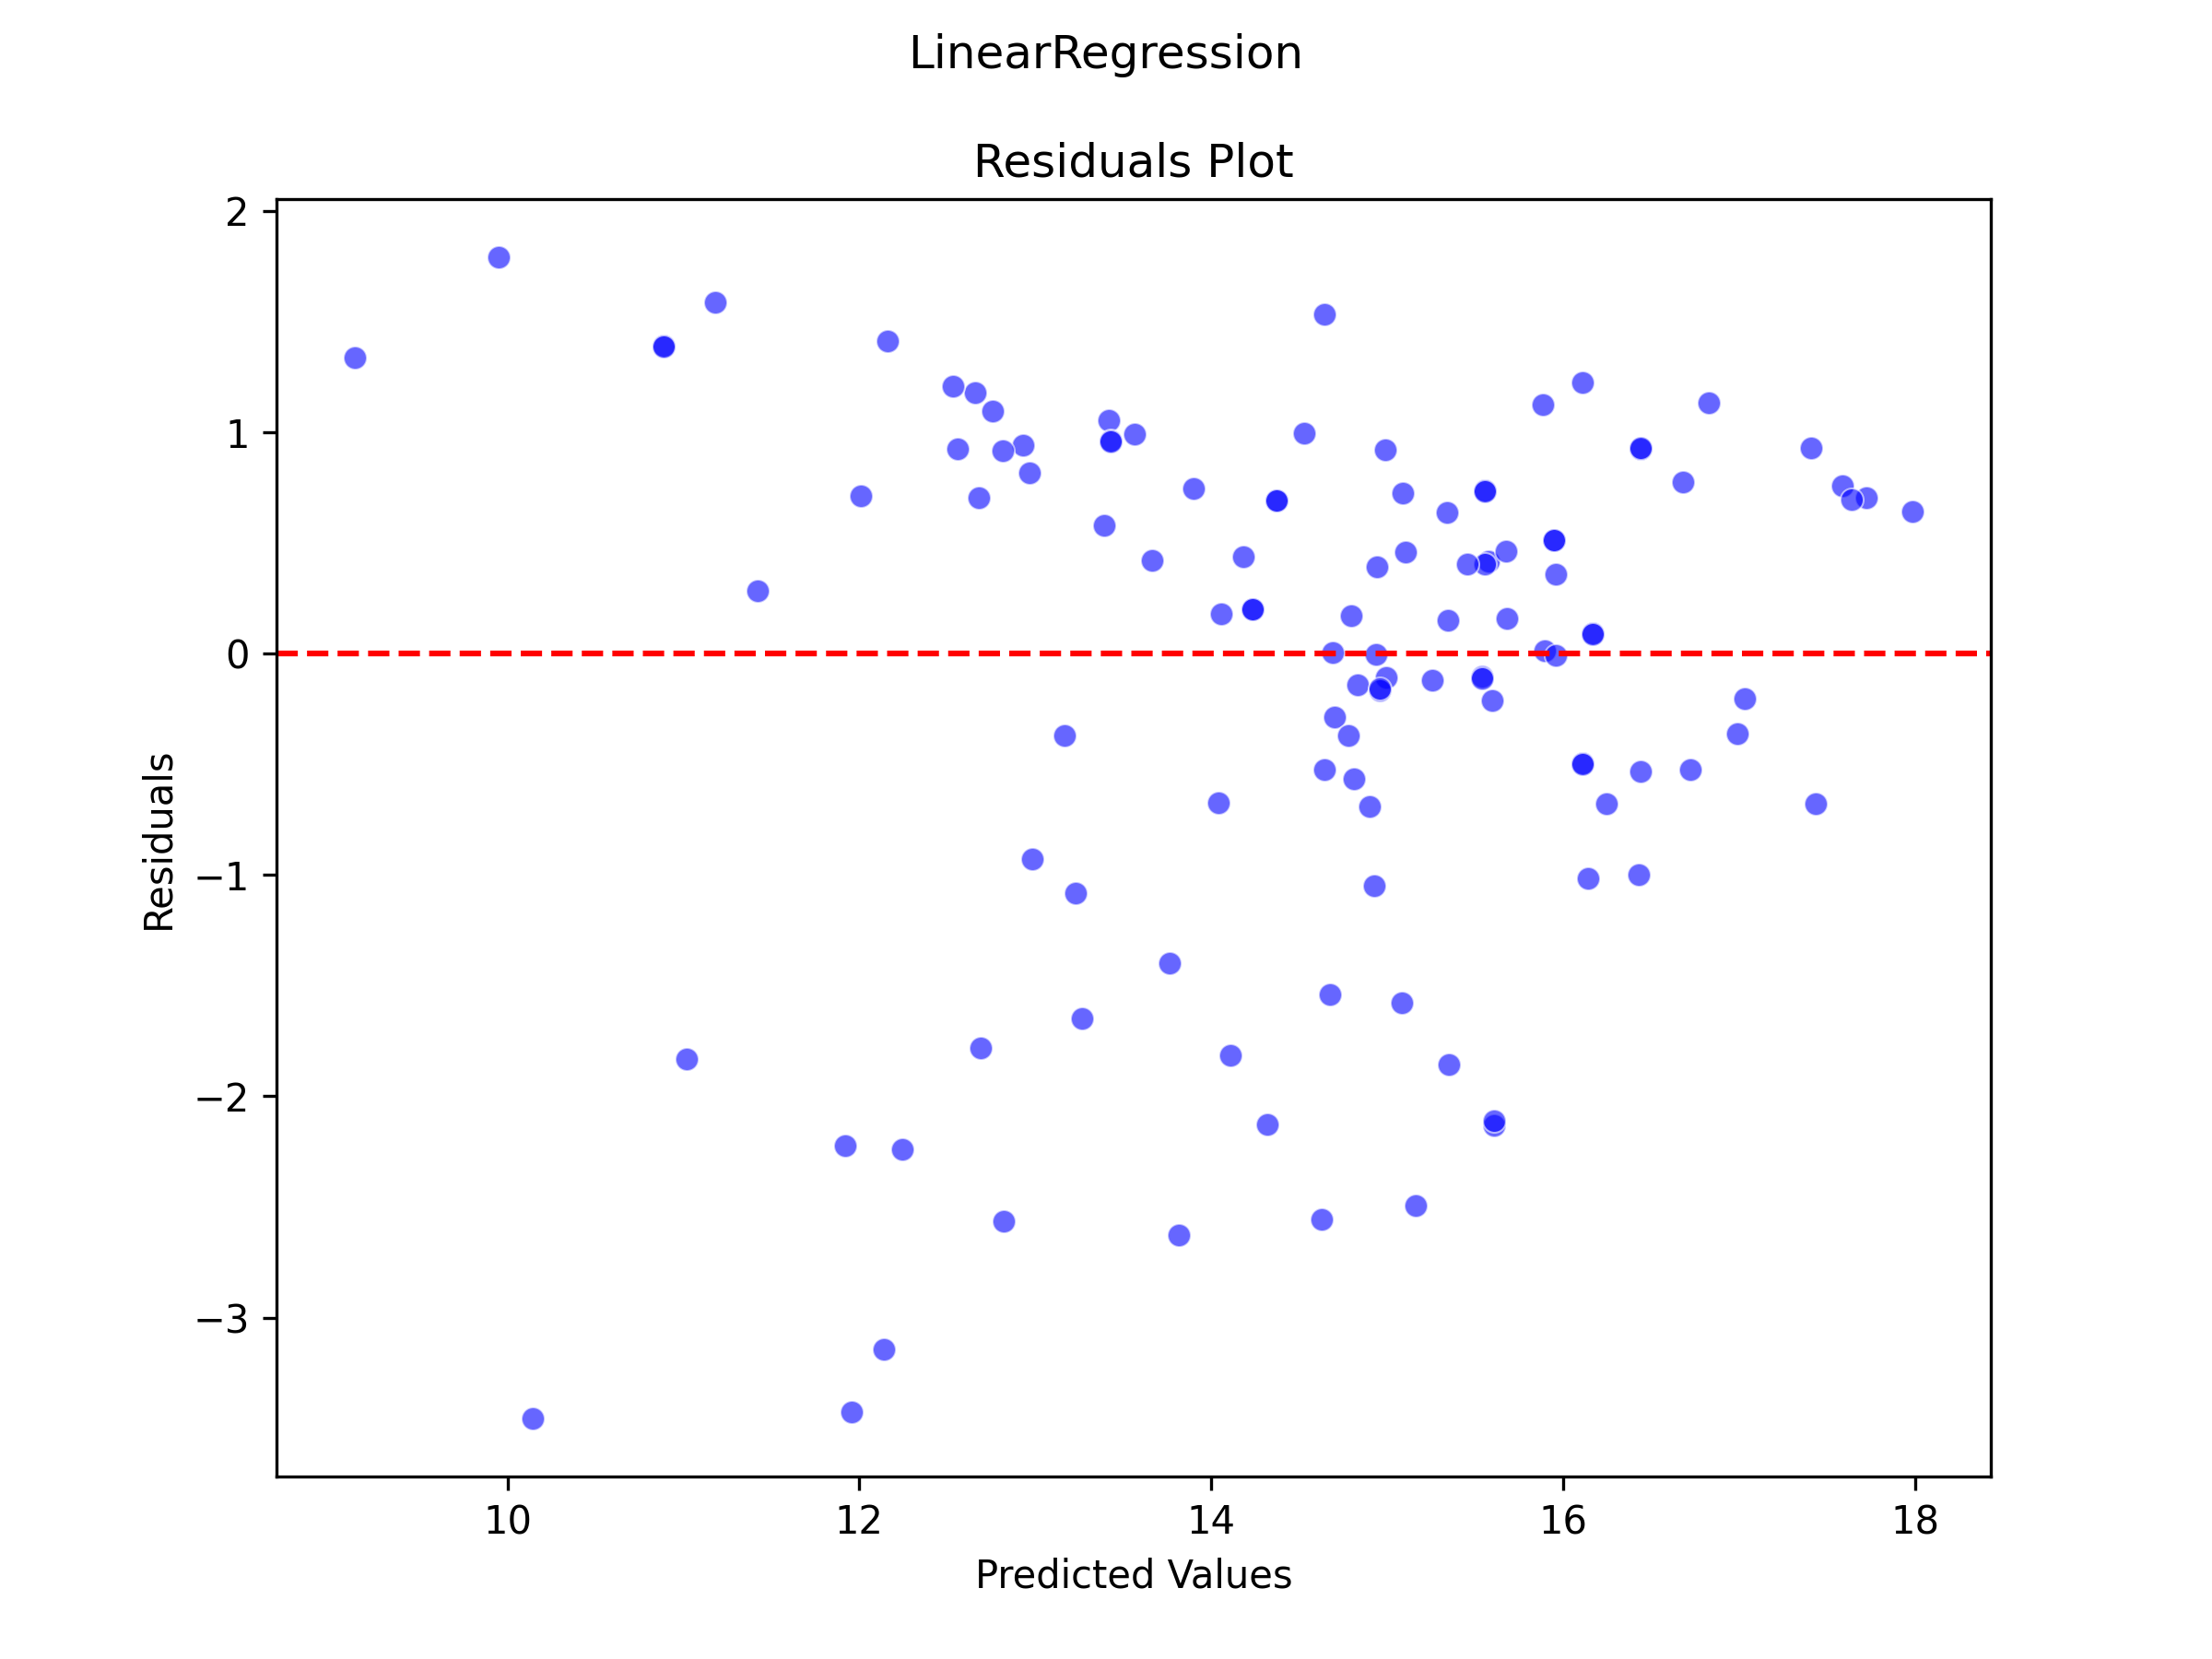 LinearRegression
Residuals Plot
2
1
0
−1
−2
−3
Residuals
10
12
14
16
18
Predicted Values